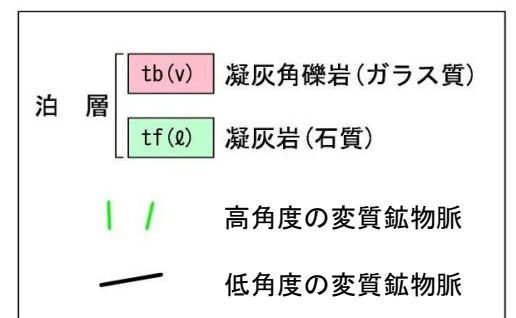 tb(v) 凝灰角礫岩(ガラス質)
泊 層
tf(ℓ) 凝灰岩(石質)
高角度の変質鉱物脈
低角度の変質鉱物脈